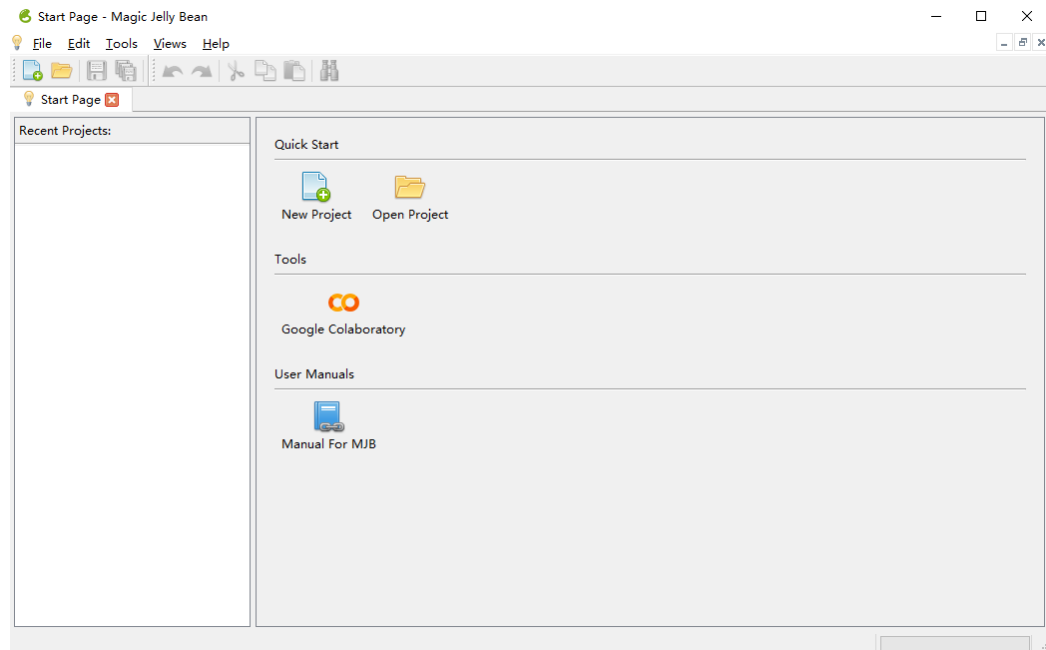 Start Page - Magic Jelly Bean
File Edit Tools Views Help
Start Page
Recent Projects:
Quick Start
New Project Open Project
Tools
Google Colaboratory
User Manuals
Manual For MJB